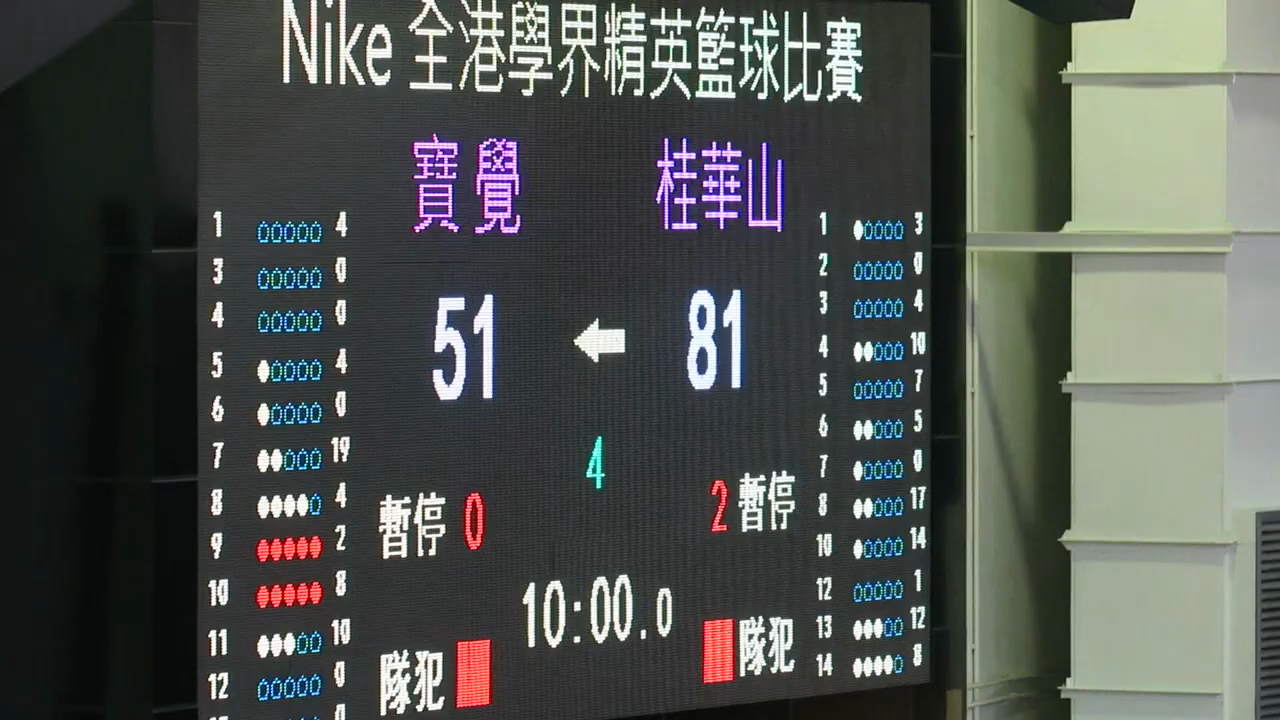 Nike 全港學界精英籃球比賽
寶覺 桂華山
1 4 1 3
3 0 2 0
4 0 3 4
51 81
5 4 4 10
6 0 5 7
7 19 6 5
4
8 4 7 0
暫停 0 2 暫停
9 2 8 17
10 8 10 14
10:00.0
11 10 12 1
隊犯 隊犯
12 0 13 12
14 8